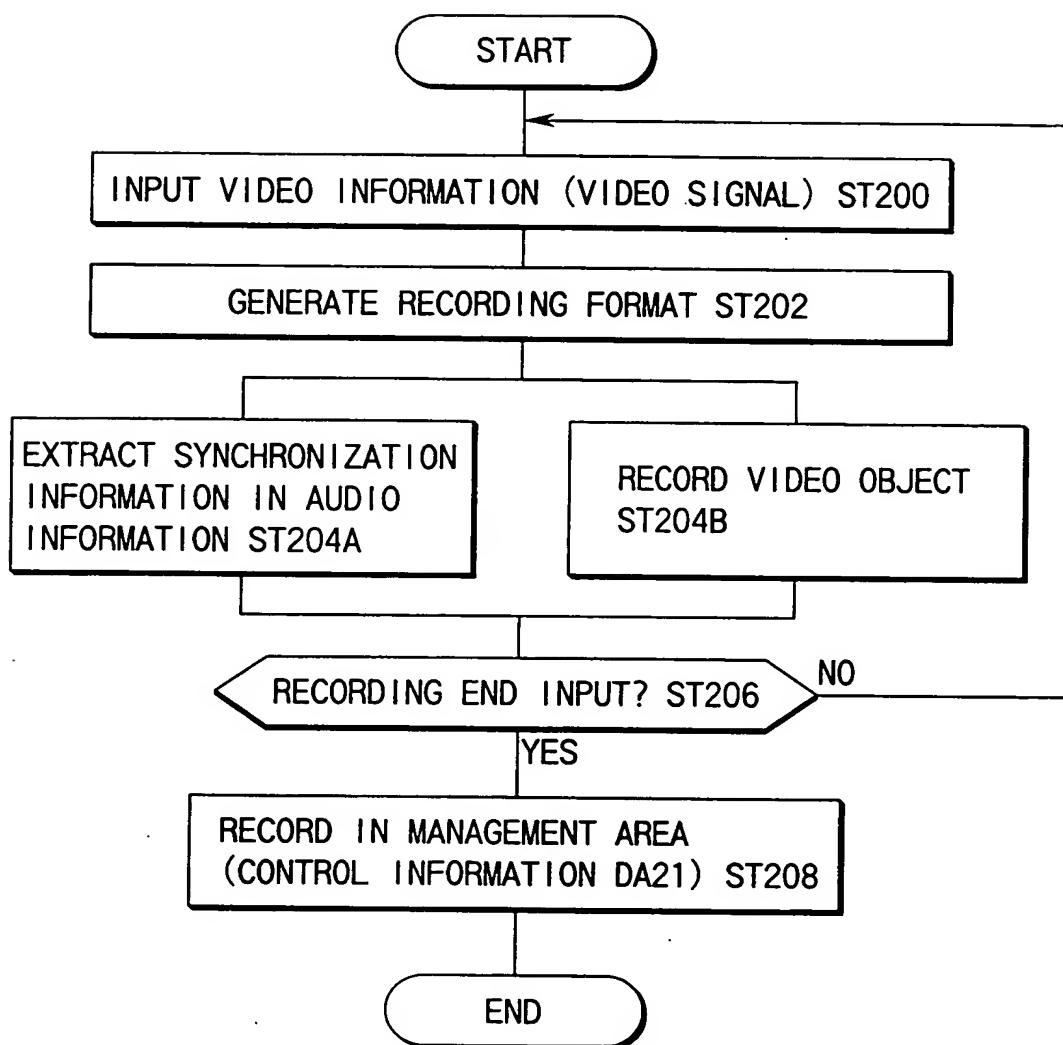 START
INPUT VIDEO INFORMATION (VIDEO SIGNAL) ST200
GENERATE RECORDING FORMAT ST202
EXTRACT SYNCHRONIZATION
INFORMATION IN AUDIO
INFORMATION ST204A
RECORD VIDEO OBJECT
ST204B
RECORDING END INPUT? ST206
NO
YES
RECORD IN MANAGEMENT AREA
(CONTROL INFORMATION DA21) ST208
END